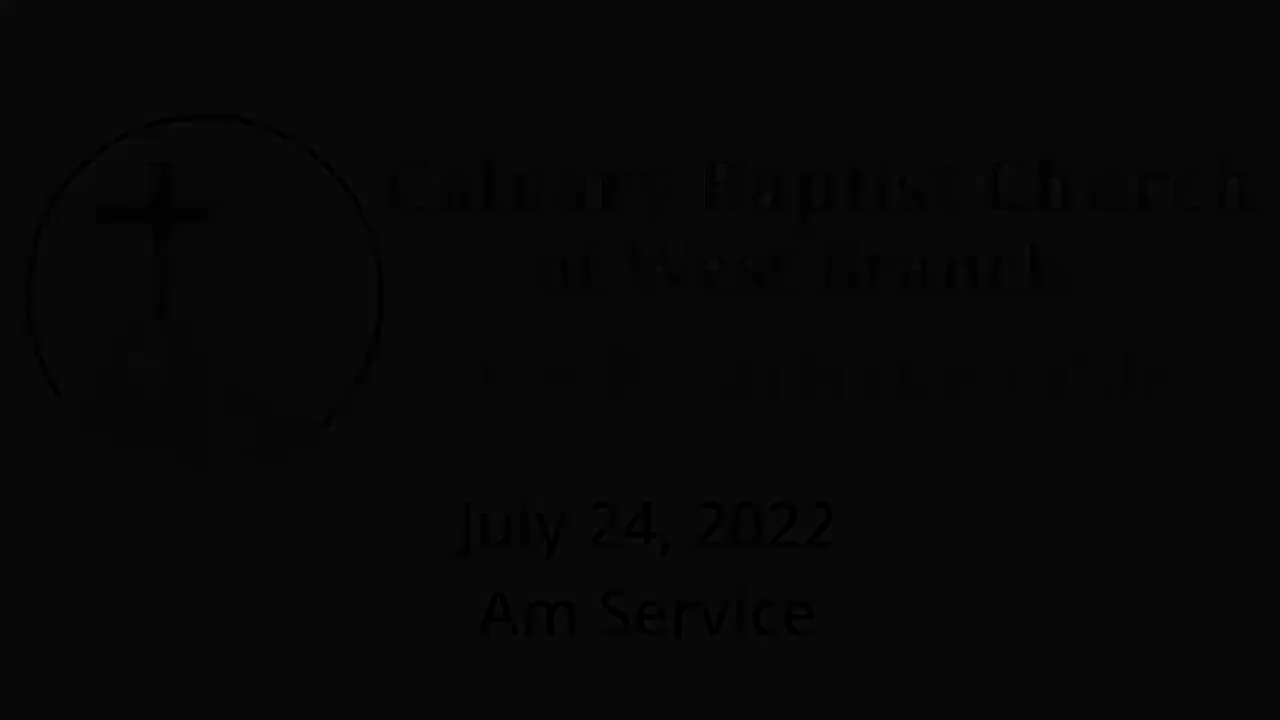 Calvary Baptist Church
of West Branch
July 24, 2022
Am Service